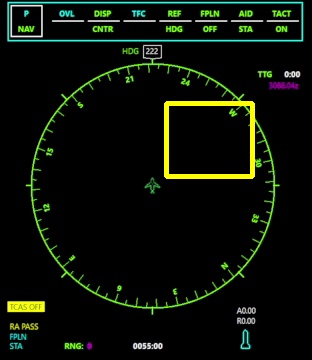 P OVL DISP TFC REF FPLN AID TACT
NAV CNTR HDG OFF STA ON
HDG 222
TTG 0:00
21 24
S W
15 30
12 33
E N
6 3
TCAS OFF
A0.00
R0.00
RA PASS
FPLN
STA RNG: 0 0055:00